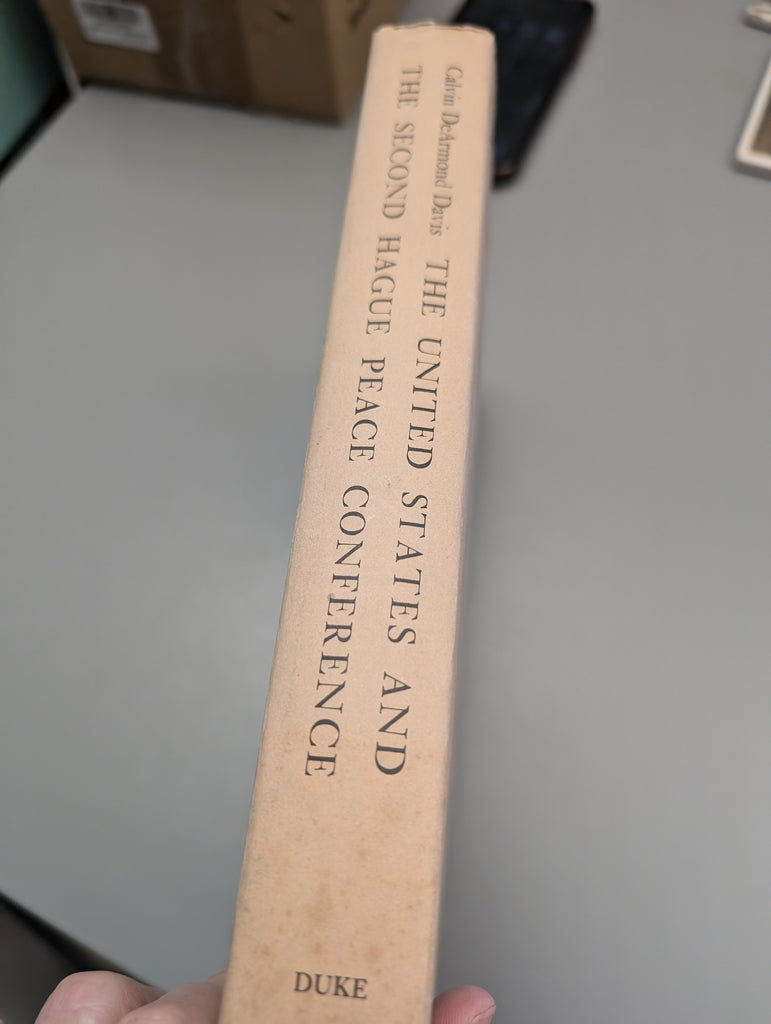 Calvin DeArmond Davis THE UNITED STATES AND
THE SECOND HAGUE PEACE CONFERENCE
DUKE